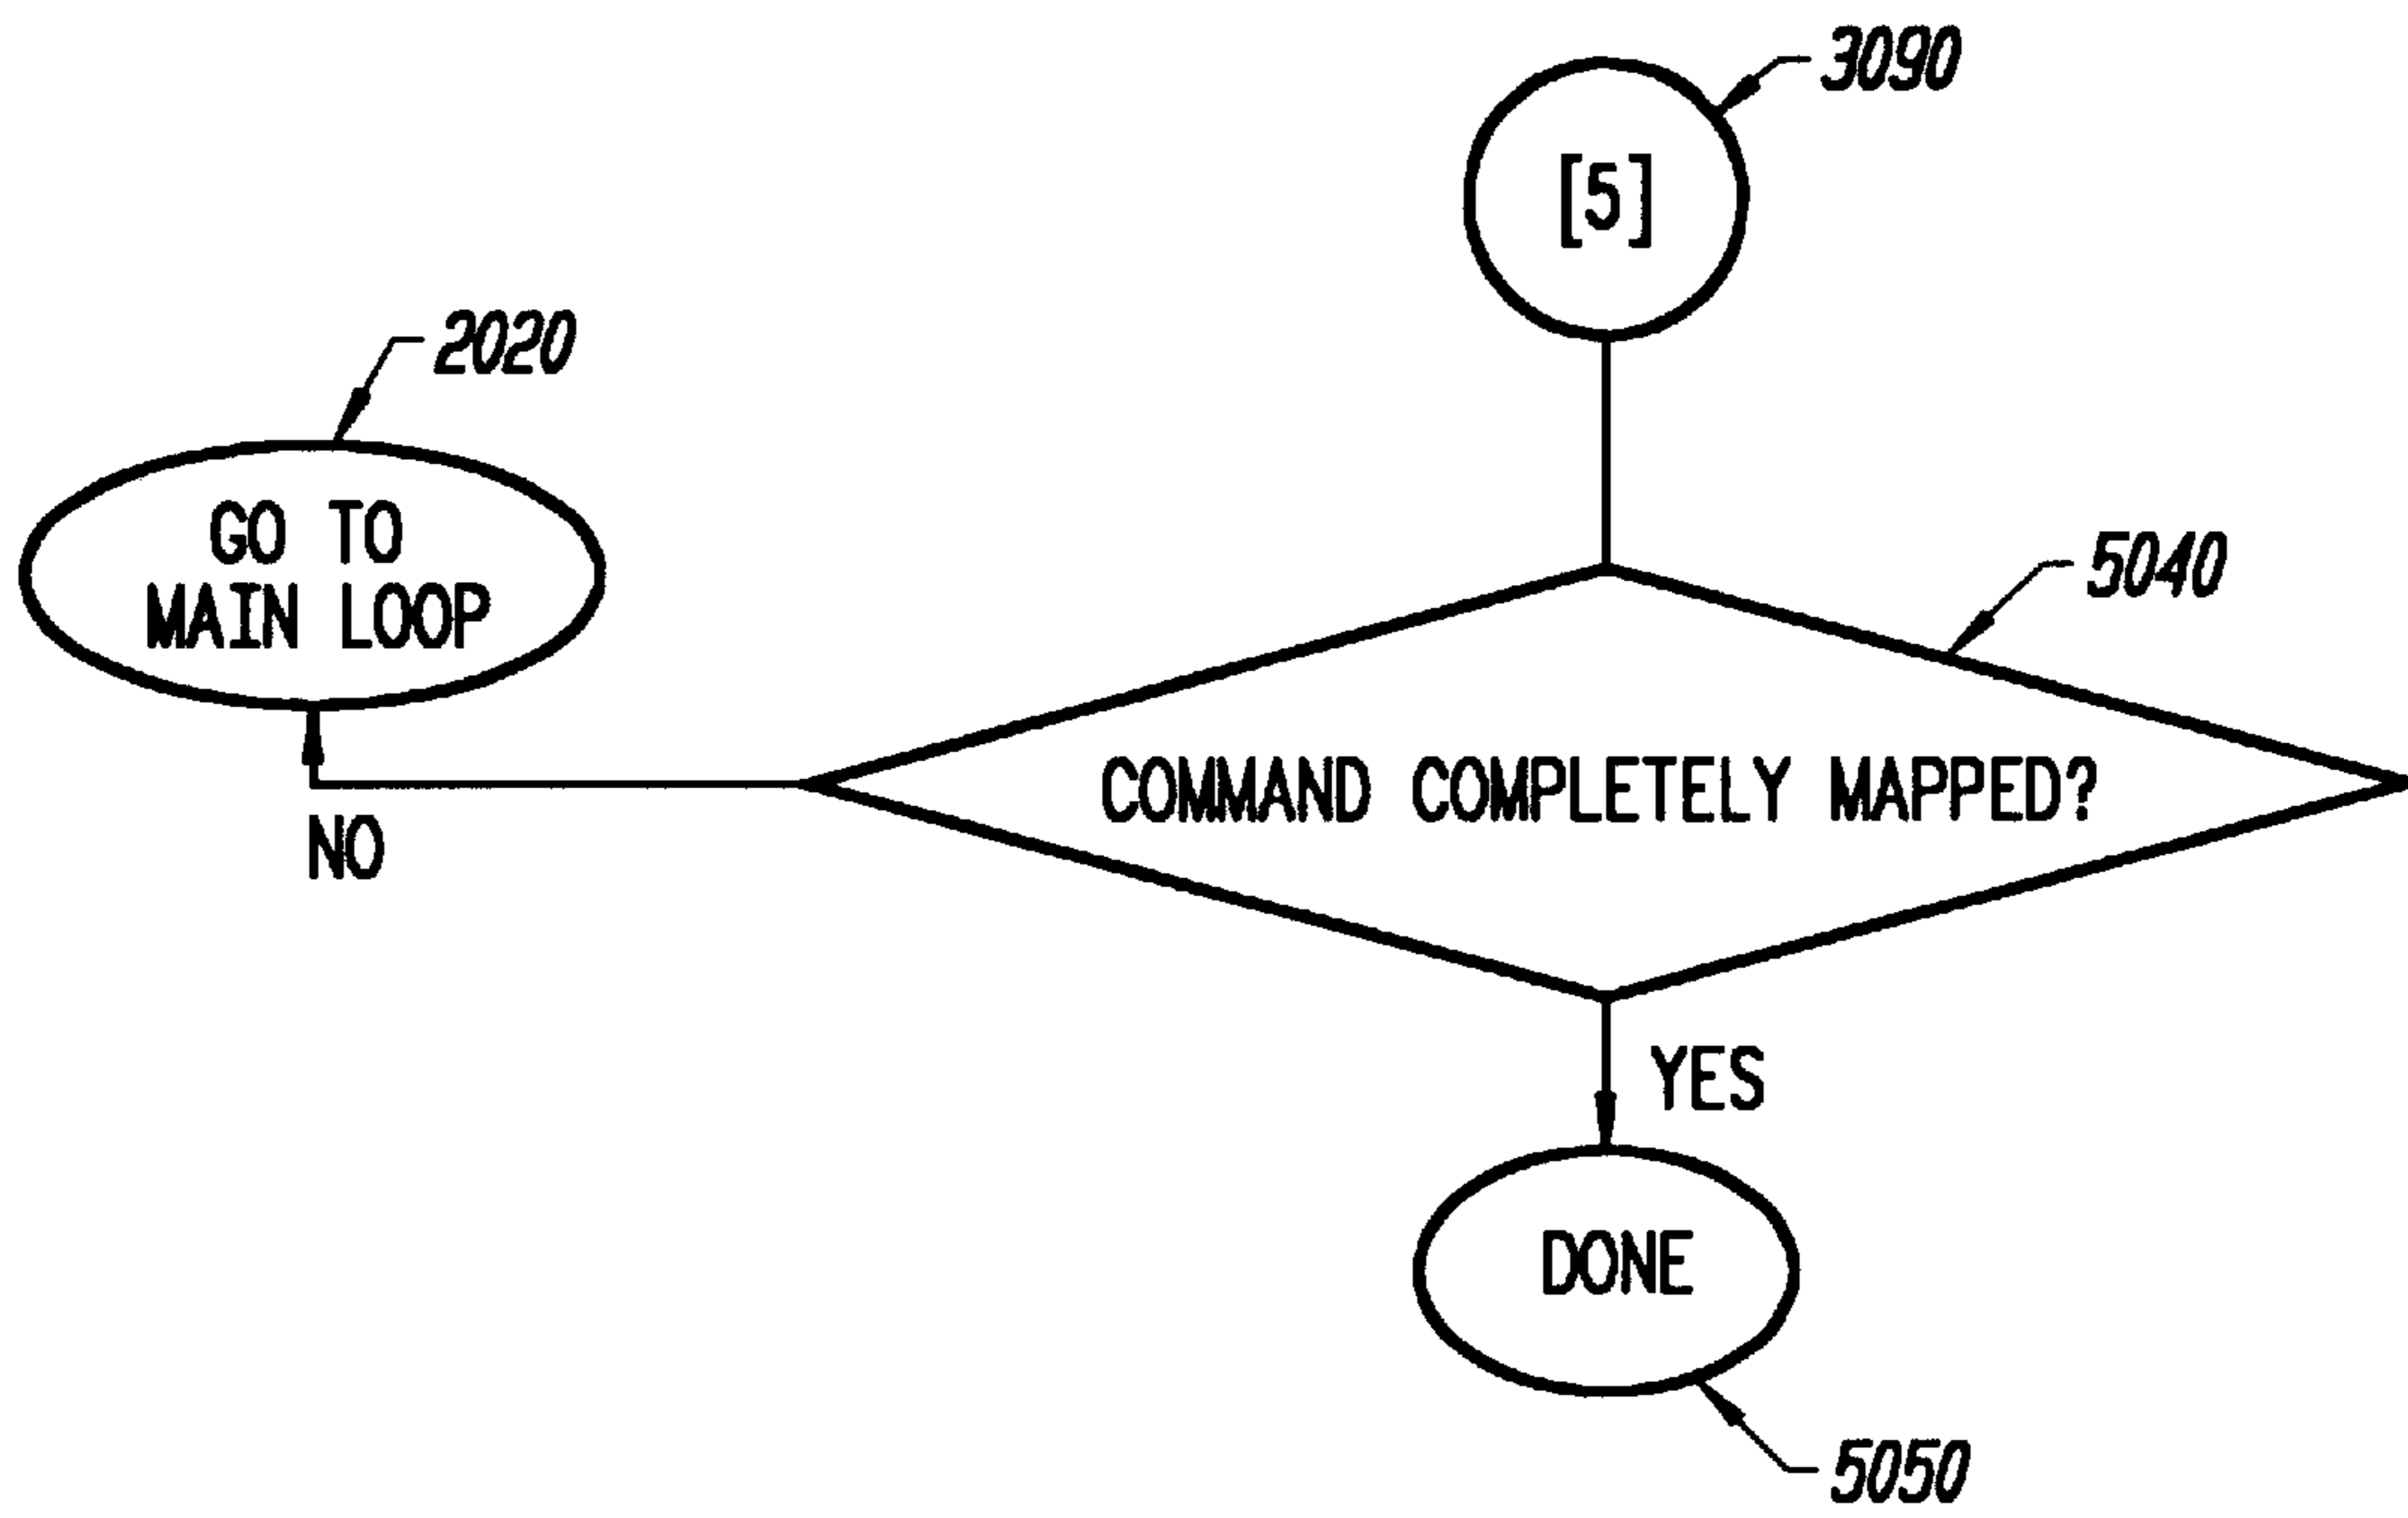 3090
[5]
2020
GO TO
MAIN LOOP
5040
COMMAND COMPLETELY MAPPED?
NO
YES
DONE
5050